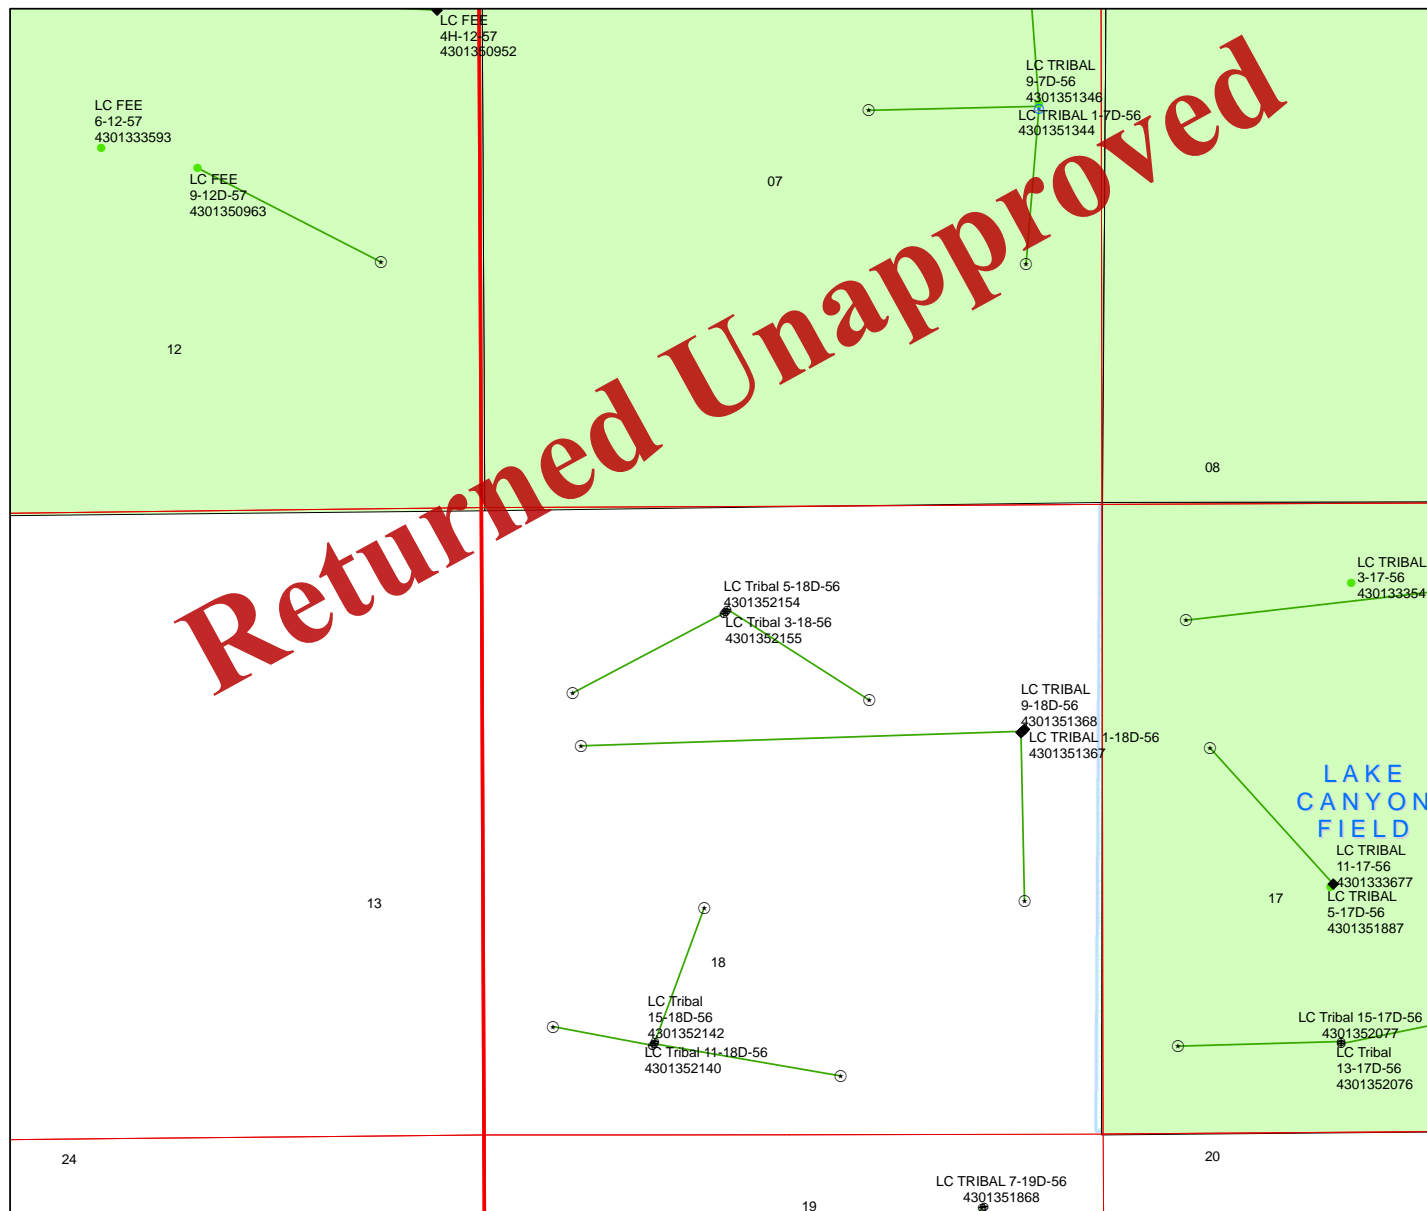 LC FEE
4H-12-57
4301350952
LC FEE
6-12-57
4301333593
LC FEE
9-12D-57
4301350963
12
07
LC TRIBAL
9-7D-56
4301351346
LC TRIBAL 1-7D-56
4301351344
08
Returned Unapproved
LC Tribal 5-18D-56
4301352154
LC Tribal 3-18-56
4301352155
LC TRIBAL
9-18D-56
4301351368
LC TRIBAL 1-18D-56
4301351367
LC TRIBAL
3-17-56
430133354
LAKE
CANYON
FIELD
LC TRIBAL
11-17-56
4301333677
LC TRIBAL
5-17D-56
4301351887
17
13
18
LC Tribal
15-18D-56
4301352142
LC Tribal 11-18D-56
4301352140
LC Tribal 15-17D-56
4301352077
LC Tribal
13-17D-56
4301352076
24
20
LC TRIBAL 7-19D-56
4301351868
19